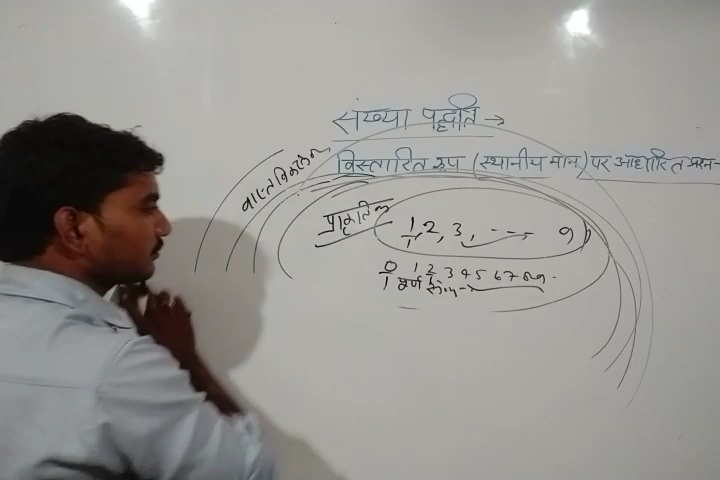 संख्या पद्धति →
विस्तारित रूप (स्थानीय मान) पर आधारित प्रश्न-
प्राकृतिक 1, 2, 3, - - - 9
0 1 2 3 4 5 6 7 8 9 -
1